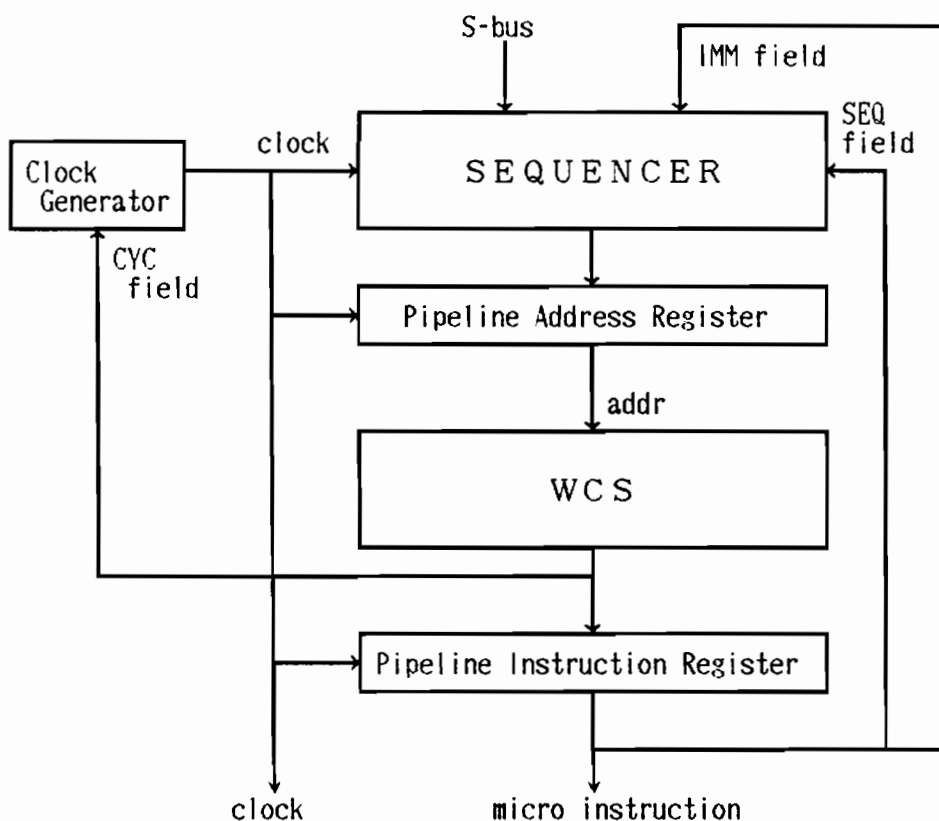 S-bus
IMM field
SEQ
field
clock
SEQUENCER
Clock
Generator
CYC
field
Pipeline Address Register
addr
WCS
Pipeline Instruction Register
clock
micro instruction